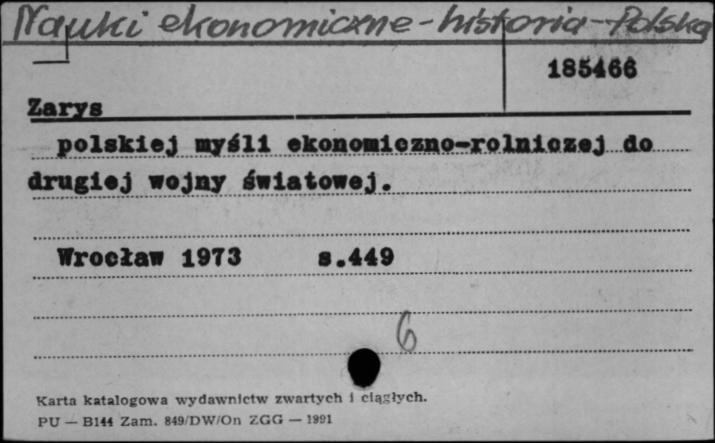 Nauki ekonomiczne - historia - Polska
185466
Zarys
polskiej myśli ekonomiczno-rolniczej do
drugiej wojny światowej.
Wrocław 1973 s.449
6
Karta katalogowa wydawnictw zwartych i ciągłych.
PU — B144 Zam. 849/DW/On ZGG — 1991